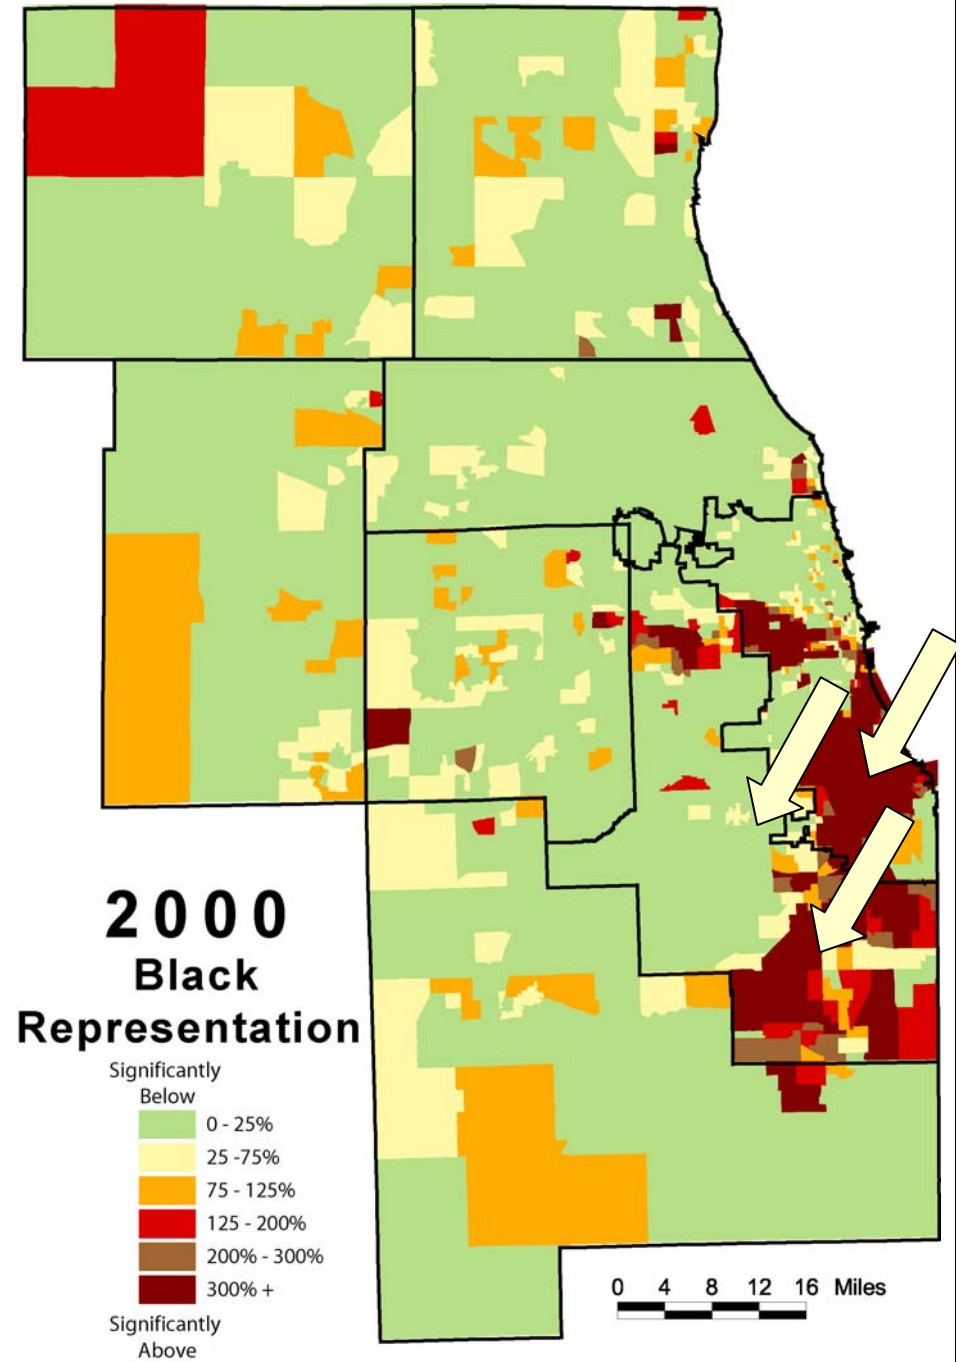 2000
Black
Representation
Significantly
Below
0 - 25%
25 -75%
75 - 125%
125 - 200%
200% - 300%
300% +
Significantly
Above
0 4 8 12 16 Miles